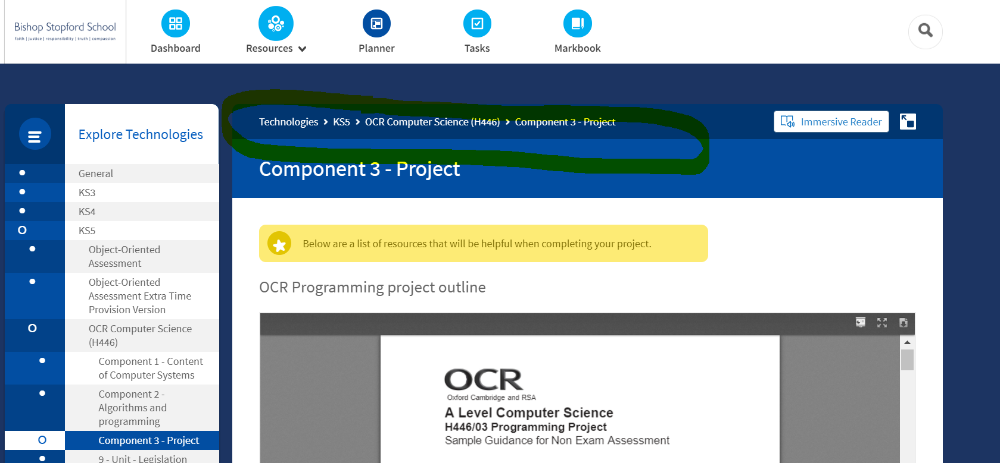 Bishop Stopford School
faith | justice | responsibility | truth | compassion
Dashboard
Resources
Planner
Tasks
Markbook
Explore Technologies
General
KS3
KS4
KS5
Object-Oriented
Assessment
Object-Oriented
Assessment Extra Time
Provision Version
OCR Computer Science
(H446)
Component 1 - Content
of Computer Systems
Component 2 -
Algorithms and
programming
Component 3 - Project
9 - Unit - Legislation
Technologies > KS5 > OCR Computer Science (H446) > Component 3 - Project
Immersive Reader
Component 3 - Project
Below are a list of resources that will be helpful when completing your project.
OCR Programming project outline
OCR
Oxford Cambridge and RSA
A Level Computer Science
H446/03 Programming Project
Sample Guidance for Non Exam Assessment